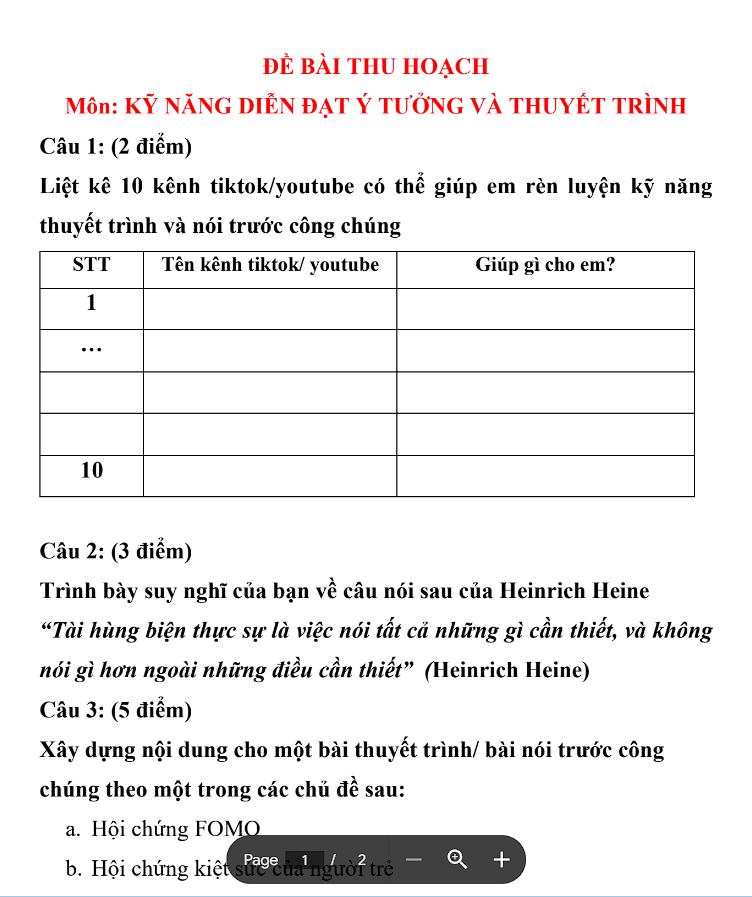 ĐỀ BÀI THU HOẠCH
Môn: KỸ NĂNG DIỄN ĐẠT Ý TƯỞNG VÀ THUYẾT TRÌNH
Câu 1: (2 điểm)
Liệt kê 10 kênh tiktok/youtube có thể giúp em rèn luyện kỹ năng
thuyết trình và nói trước công chúng
STT Tên kênh tiktok/ youtube Giúp gì cho em?
1
…
10
Câu 2: (3 điểm)
Trình bày suy nghĩ của bạn về câu nói sau của Heinrich Heine
“Tài hùng biện thực sự là việc nói tất cả những gì cần thiết, và không
nói gì hơn ngoài những điều cần thiết” (Heinrich Heine)
Câu 3: (5 điểm)
Xây dựng nội dung cho một bài thuyết trình/ bài nói trước công
chúng theo một trong các chủ đề sau:
a. Hội chứng FOMO
b. Hội chứng kiệt sức của người trẻ
Page 1 / 2